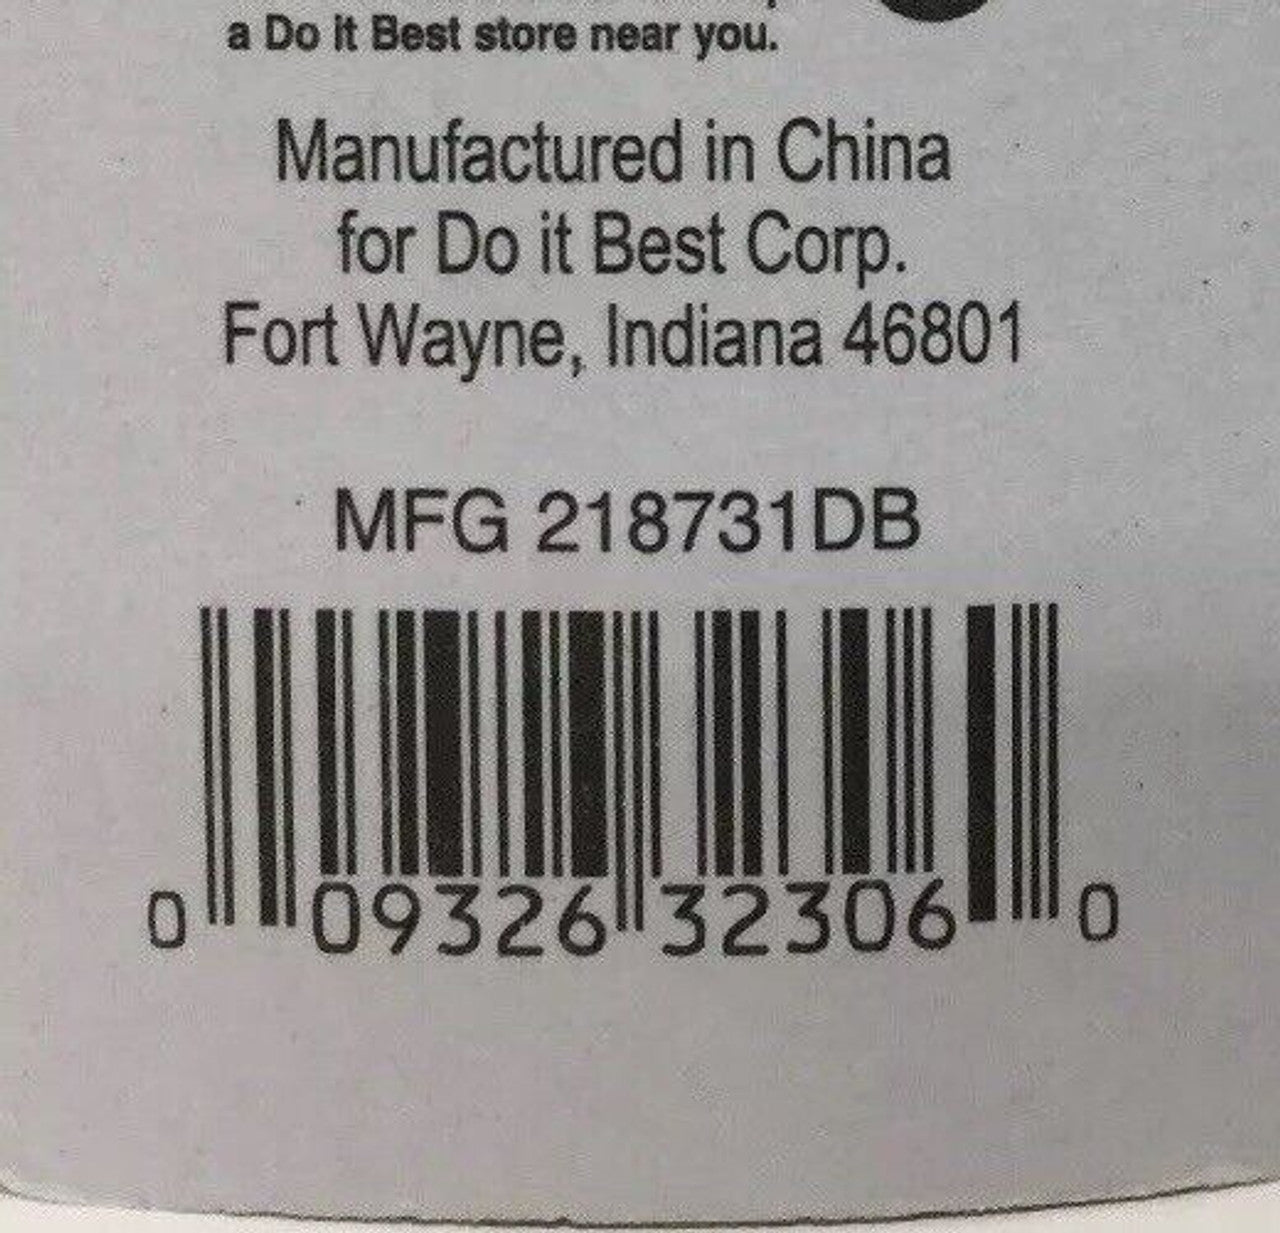 a Do it Best store near you.
Manufactured in China
for Do it Best Corp.
Fort Wayne, Indiana 46801
MFG 218731DB
0 09326 32306 0